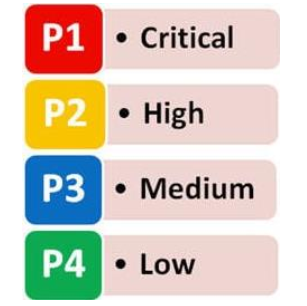 P1 • Critical
P2 • High
P3 • Medium
P4 • Low